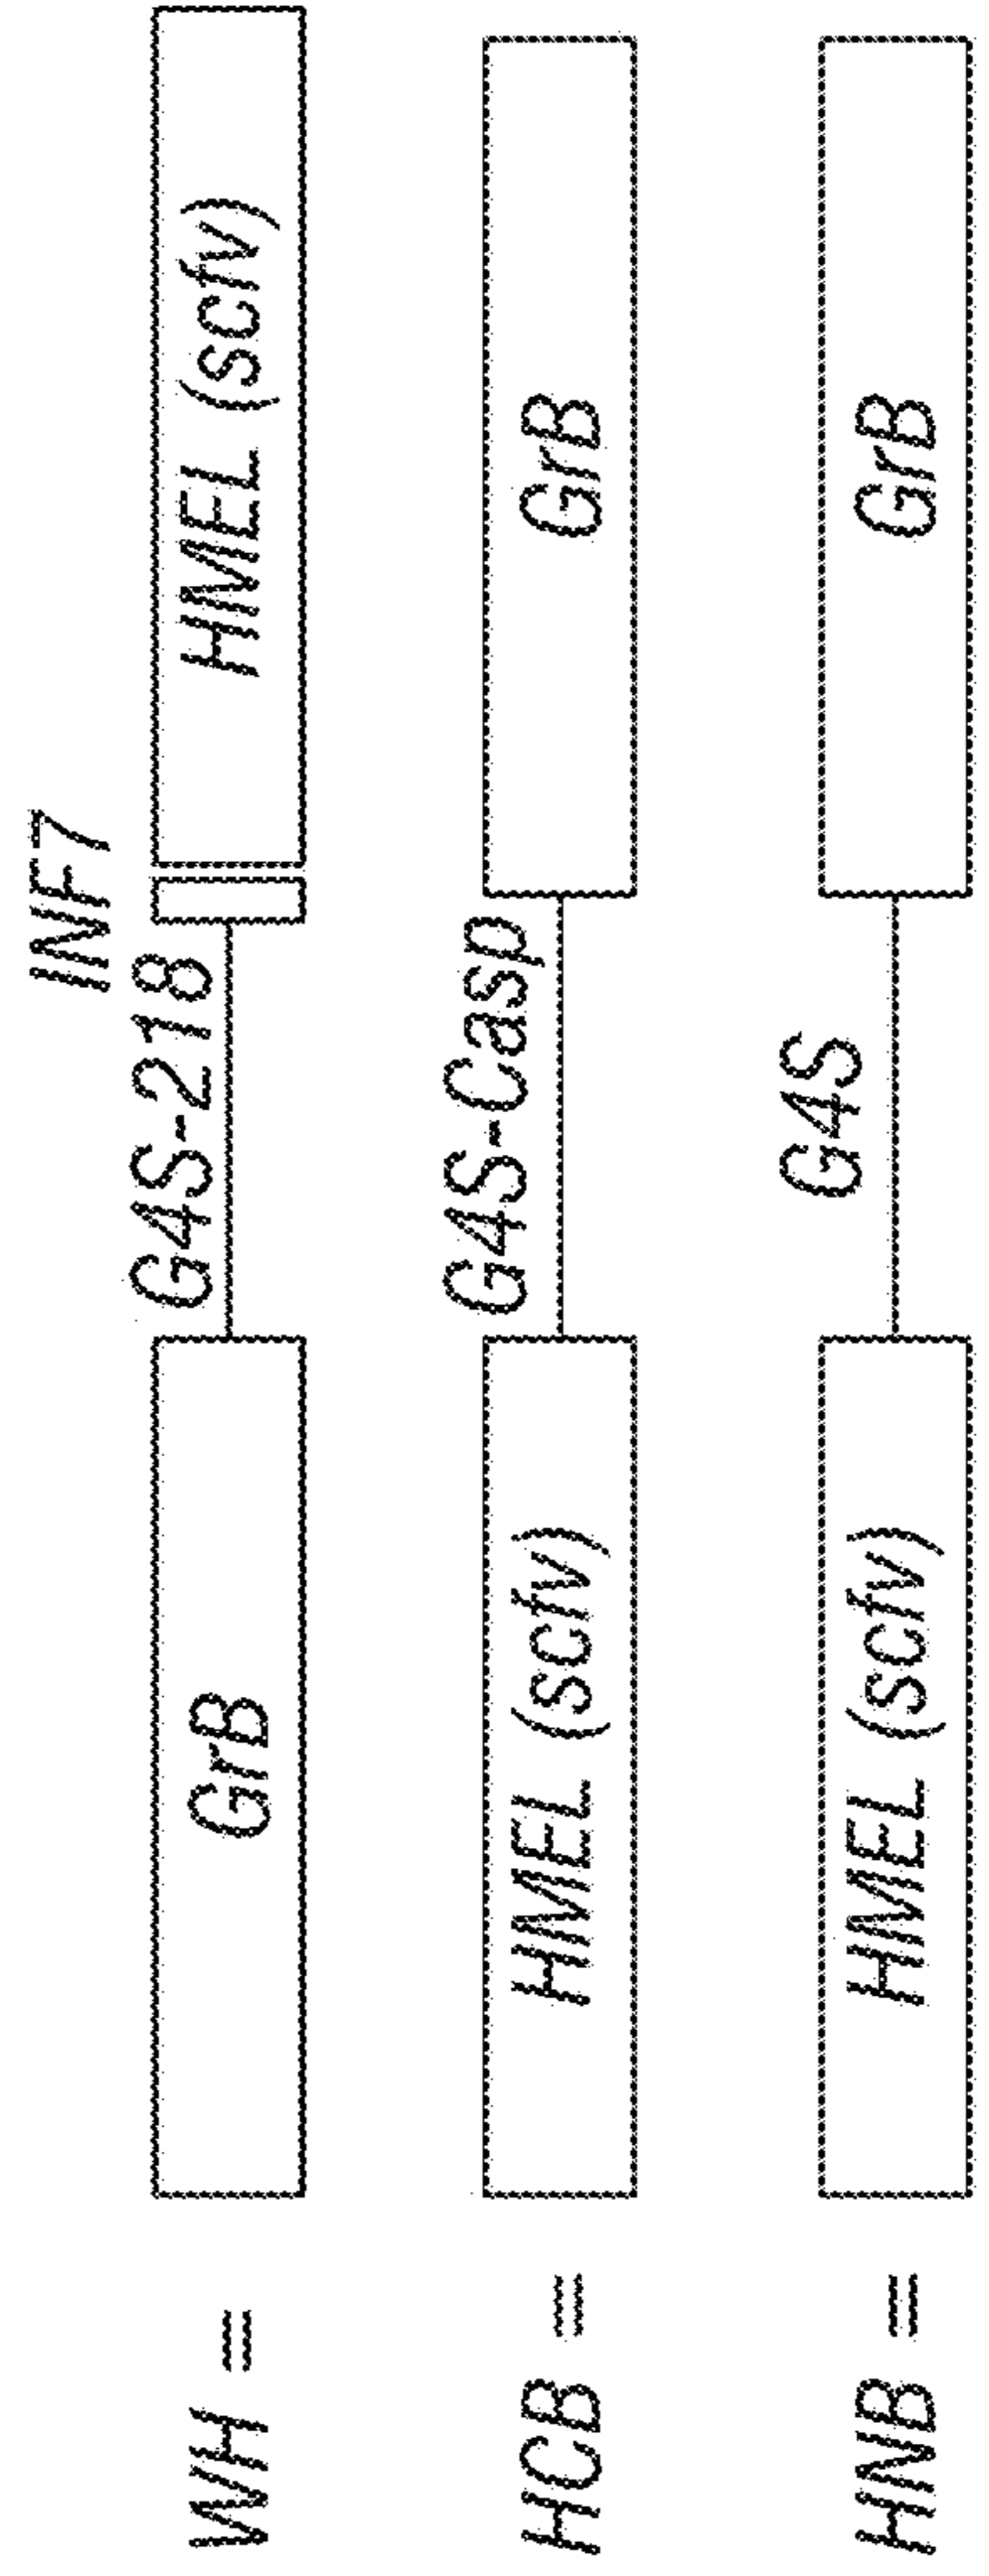 INF7
WH = GrB G4S-218 HMEL (scfv)
HCB = HMEL (scfv) G4S-Casp GrB
HNB = HMEL (scfv) G4S GrB